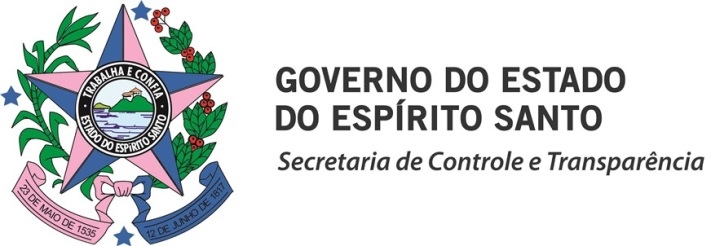 TRABALHA E CONFIA
ESTADO DO ESPÍRITO SANTO
23 DE MAIO DE 1535
12 DE JUNHO DE 1817
GOVERNO DO ESTADO
DO ESPÍRITO SANTO
Secretaria de Controle e Transparência